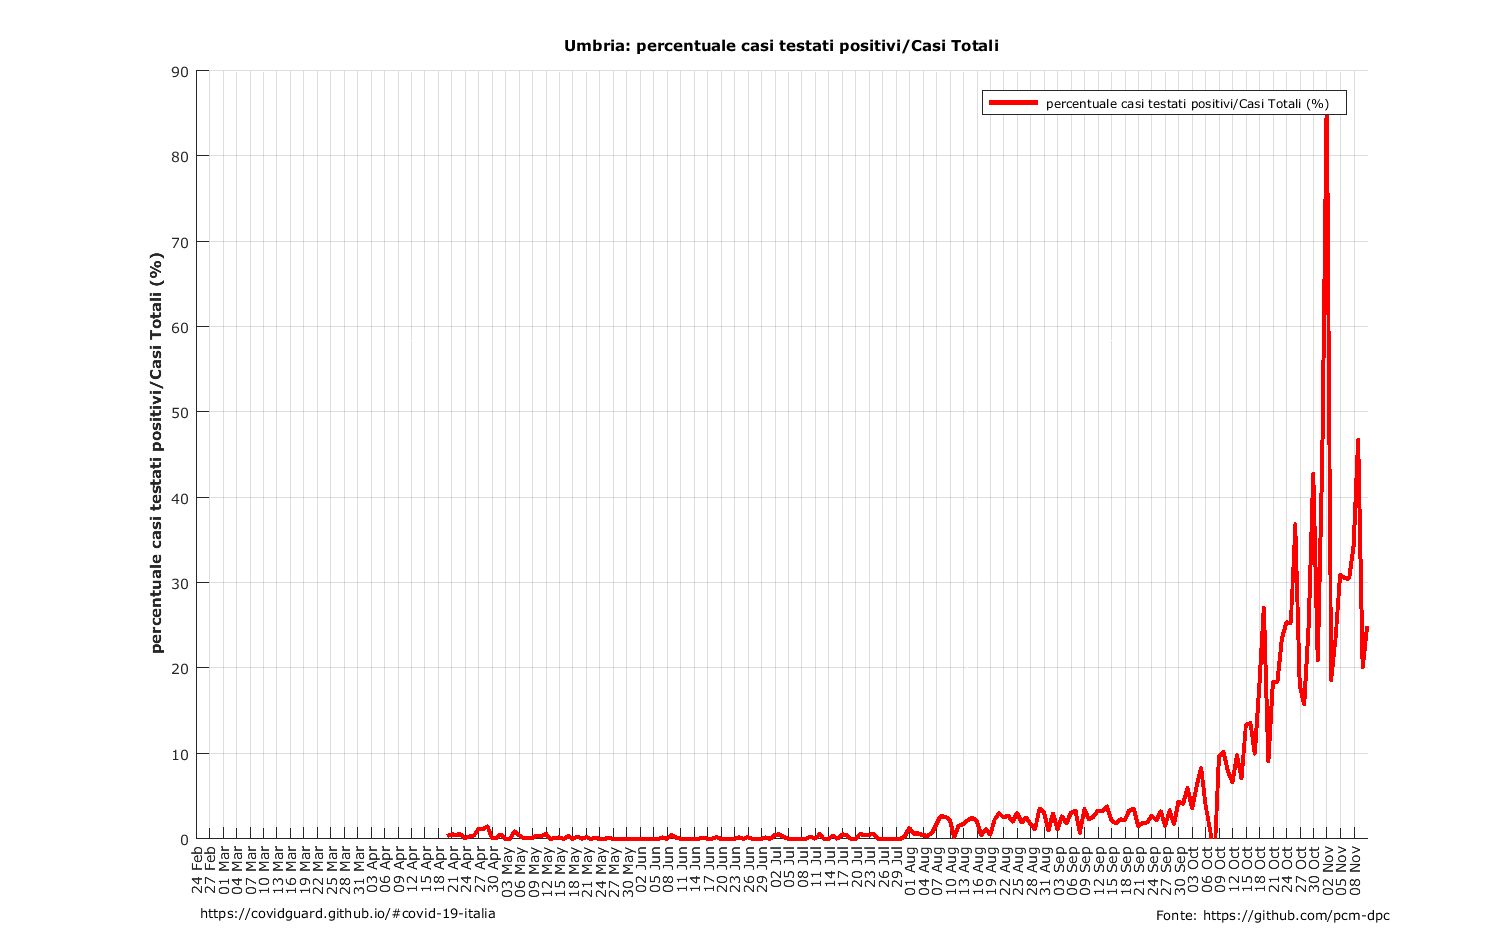 Umbria: percentuale casi testati positivi/Casi Totali
percentuale casi testati positivi/Casi Totali (%)
percentuale casi testati positivi/Casi Totali (%)
90
80
70
60
50
40
30
20
10
0
24 Feb
27 Feb
01 Mar
04 Mar
07 Mar
10 Mar
13 Mar
16 Mar
19 Mar
22 Mar
25 Mar
28 Mar
31 Mar
03 Apr
06 Apr
09 Apr
12 Apr
15 Apr
18 Apr
21 Apr
24 Apr
27 Apr
30 Apr
03 May
06 May
09 May
12 May
15 May
18 May
21 May
24 May
27 May
30 May
02 Jun
05 Jun
08 Jun
11 Jun
14 Jun
17 Jun
20 Jun
23 Jun
26 Jun
29 Jun
02 Jul
05 Jul
08 Jul
11 Jul
14 Jul
17 Jul
20 Jul
23 Jul
26 Jul
29 Jul
01 Aug
04 Aug
07 Aug
10 Aug
13 Aug
16 Aug
19 Aug
22 Aug
25 Aug
28 Aug
31 Aug
03 Sep
06 Sep
09 Sep
12 Sep
15 Sep
18 Sep
21 Sep
24 Sep
27 Sep
30 Sep
03 Oct
06 Oct
09 Oct
12 Oct
15 Oct
18 Oct
21 Oct
24 Oct
27 Oct
30 Oct
02 Nov
05 Nov
08 Nov
https://covidguard.github.io/#covid-19-italia
Fonte: https://github.com/pcm-dpc